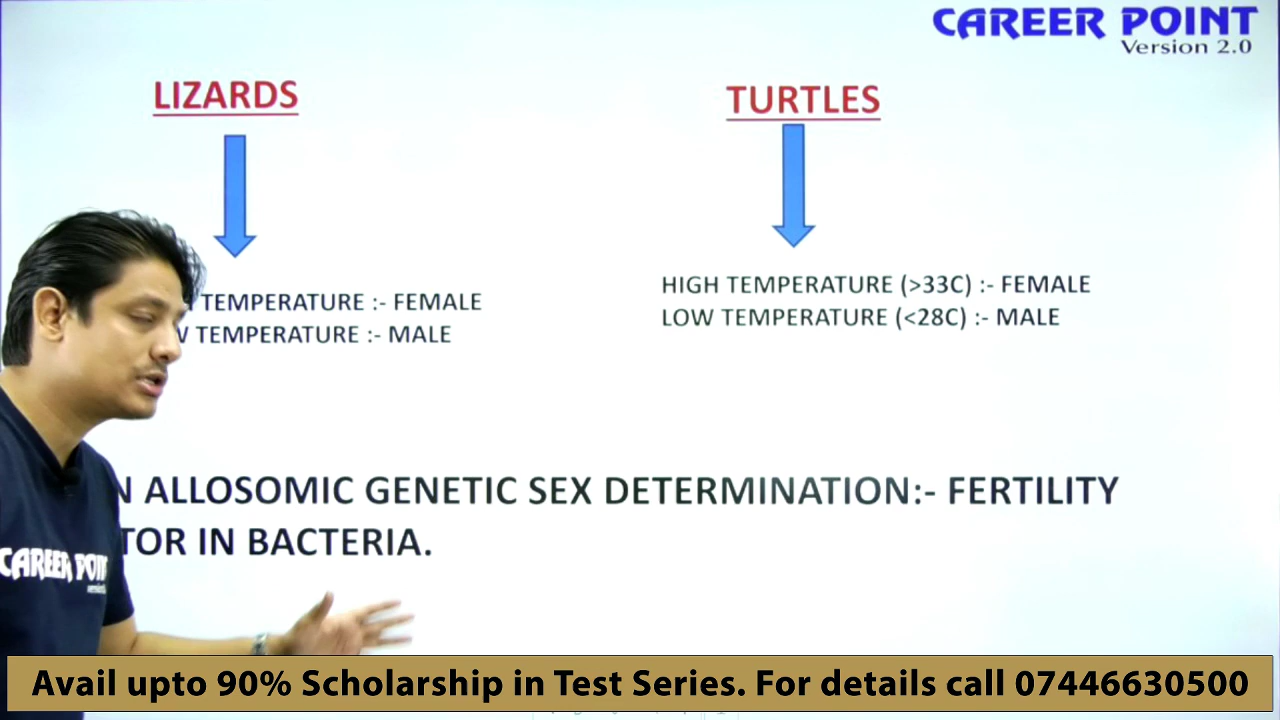 CAREER POINT
Version 2.0
LIZARDS
TURTLES
TEMPERATURE :- FEMALE
TEMPERATURE :- MALE
HIGH TEMPERATURE (>33C) :- FEMALE
LOW TEMPERATURE (<28C) :- MALE
ALLOSOMIC GENETIC SEX DETERMINATION:- FERTILITY
IN BACTERIA.
CAREER POINT
Avail upto 90% Scholarship in Test Series. For details call 07446630500